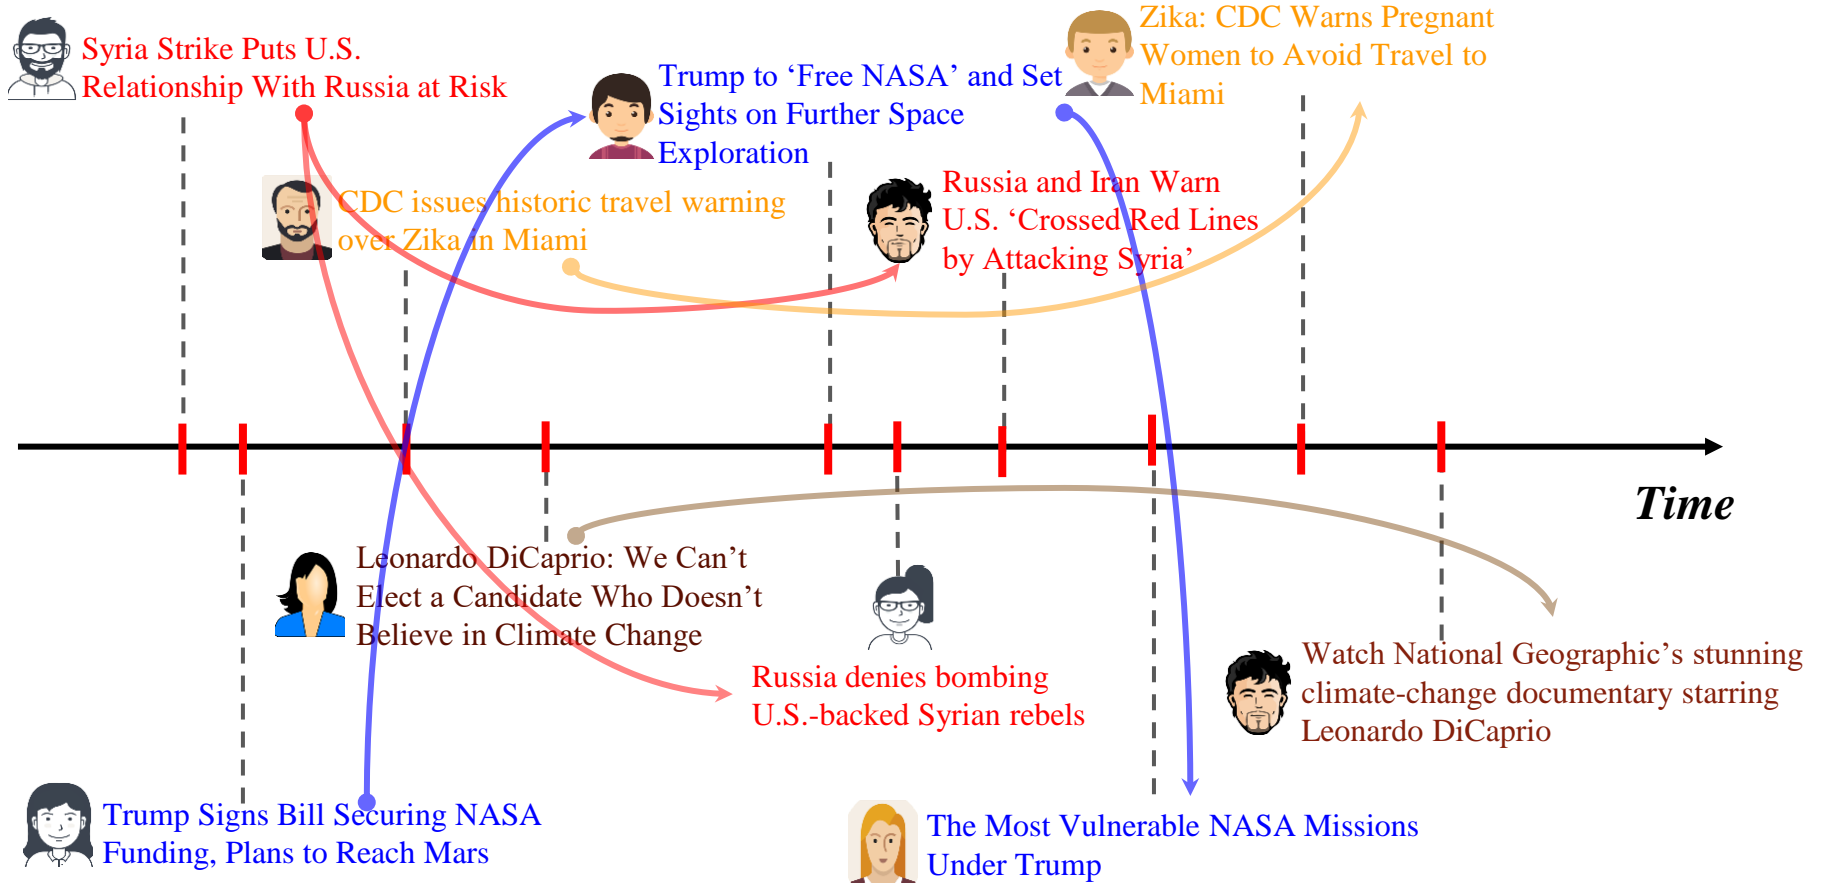 Syria Strike Puts U.S.
Relationship With Russia at Risk
Trump to ‘Free NASA’ and Set
Sights on Further Space
Exploration
Zika: CDC Warns Pregnant
Women to Avoid Travel to
Miami
CDC issues historic travel warning
over Zika in Miami
Russia and Iran Warn
U.S. ‘Crossed Red Lines
by Attacking Syria’
Time
Leonardo DiCaprio: We Can’t
Elect a Candidate Who Doesn’t
Believe in Climate Change
Russia denies bombing
U.S.-backed Syrian rebels
Watch National Geographic’s stunning
climate-change documentary starring
Leonardo DiCaprio
Trump Signs Bill Securing NASA
Funding, Plans to Reach Mars
The Most Vulnerable NASA Missions
Under Trump